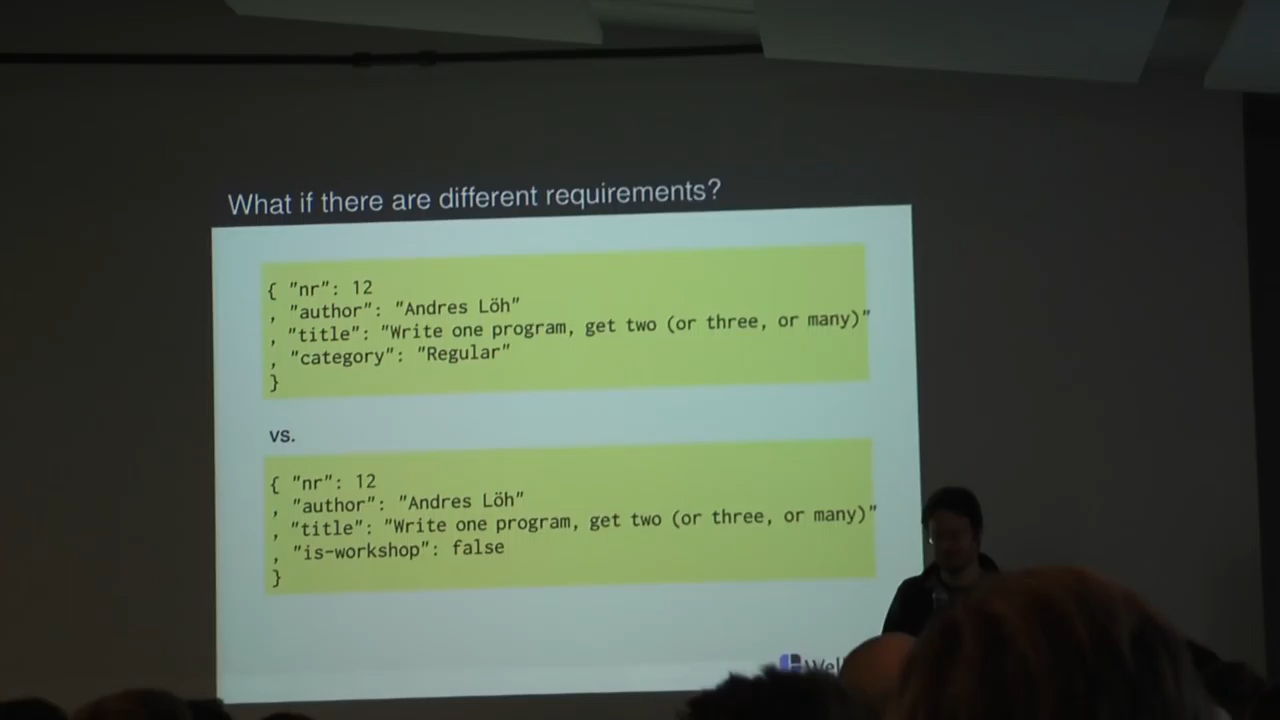 What if there are different requirements?
{ "nr": 12
, "author": "Andres Löh"
, "title": "Write one program, get two (or three, or many)"
, "category": "Regular"
}
vs.
{ "nr": 12
, "author": "Andres Löh"
, "title": "Write one program, get two (or three, or many)"
, "is-workshop": false
}
Well